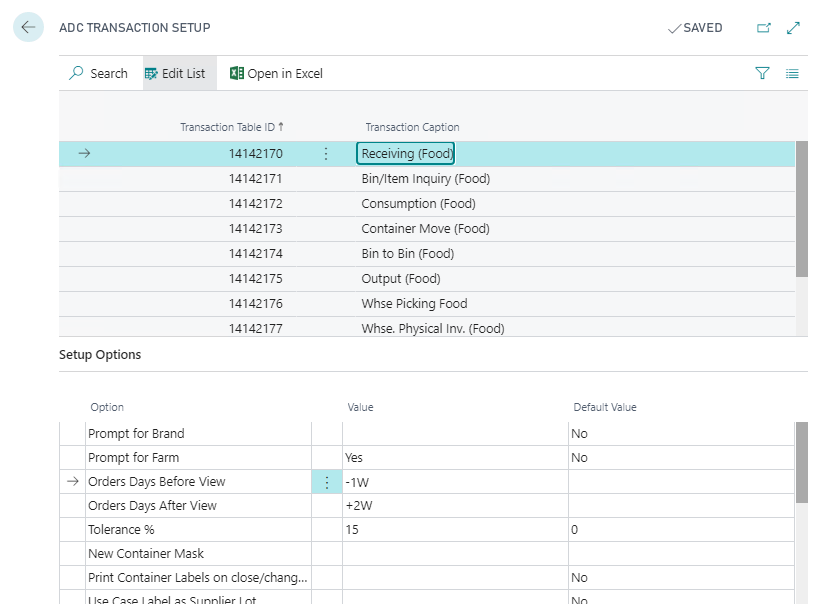 ADC TRANSACTION SETUP
SAVED
Search Edit List Open in Excel
Transaction Table ID ↑ Transaction Caption
14142170 Receiving (Food)
14142171 Bin/Item Inquiry (Food)
14142172 Consumption (Food)
14142173 Container Move (Food)
14142174 Bin to Bin (Food)
14142175 Output (Food)
14142176 Whse Picking Food
14142177 Whse. Physical Inv. (Food)
Setup Options
Option Value Default Value
Prompt for Brand No
Prompt for Farm Yes No
Orders Days Before View -1W
Orders Days After View +2W
Tolerance % 15 0
New Container Mask
Print Container Labels on close/chang... No
Use Case Label as Supplier Lot No